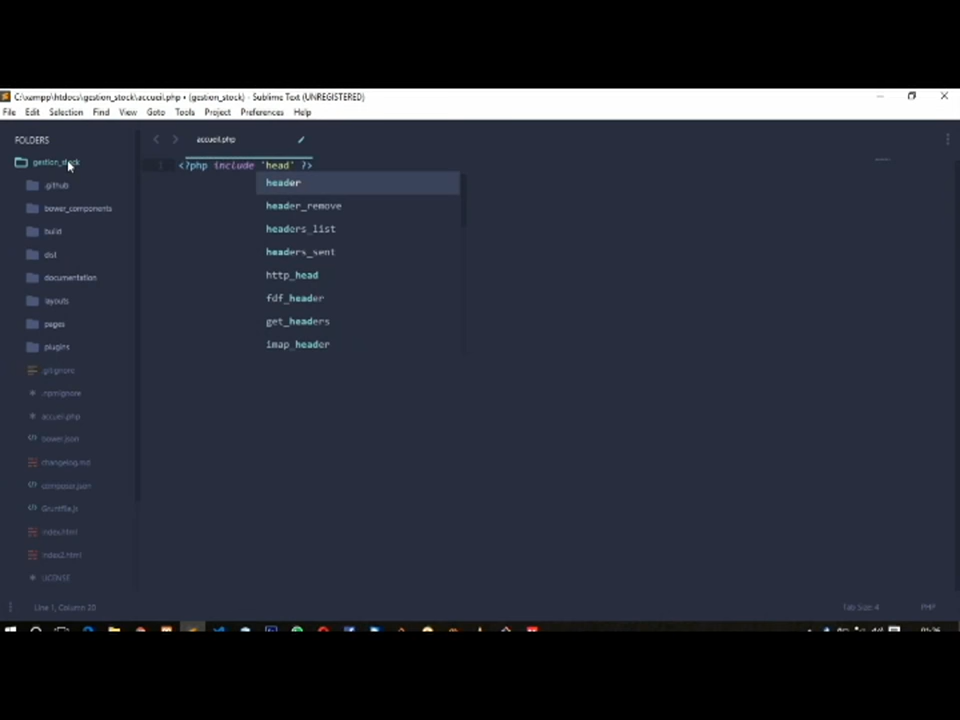 C:\xampp\htdocs\gestion_stock\accueil.php • (gestion_stock) - Sublime Text (UNREGISTERED)
File Edit Selection Find View Goto Tools Project Preferences Help
FOLDERS
gestion_stock
.github
bower_components
build
dist
documentation
layouts
pages
plugins
.gitignore
.npmignore
accueil.php
bower.json
changelog.md
composer.json
Gruntfile.js
index.html
index2.html
LICENSE
accueil.php
1 <?php include 'head' ?>
header
header_remove
headers_list
headers_sent
http_head
fdf_header
get_headers
imap_header
Line 1, Column 20
Tab Size: 4
PHP